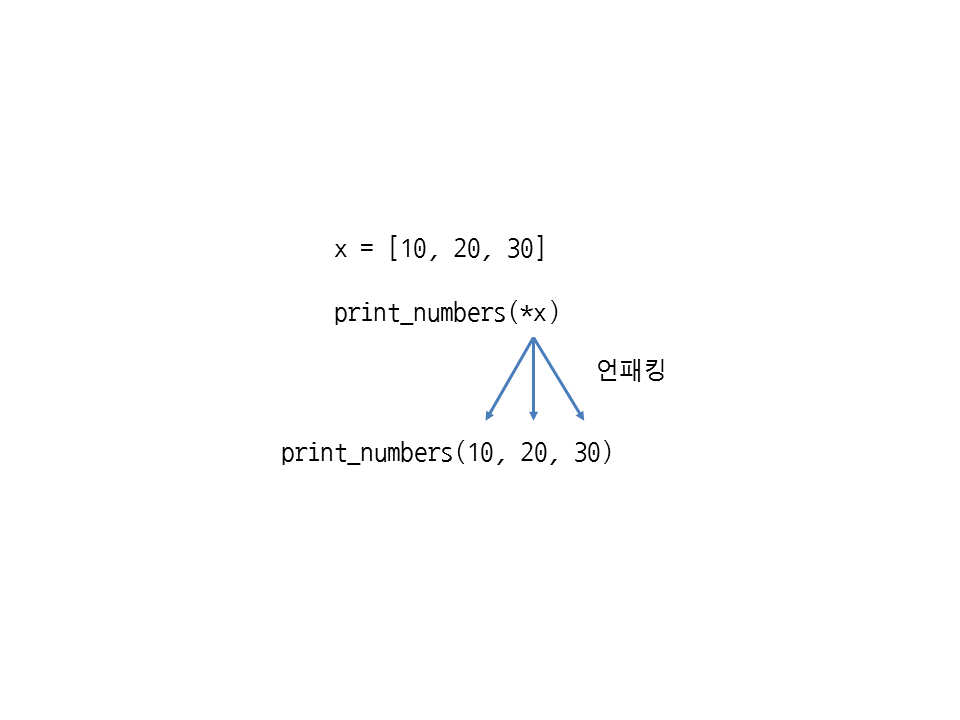 x = [10, 20, 30]
print_numbers(*x)
언패킹
print_numbers(10, 20, 30)